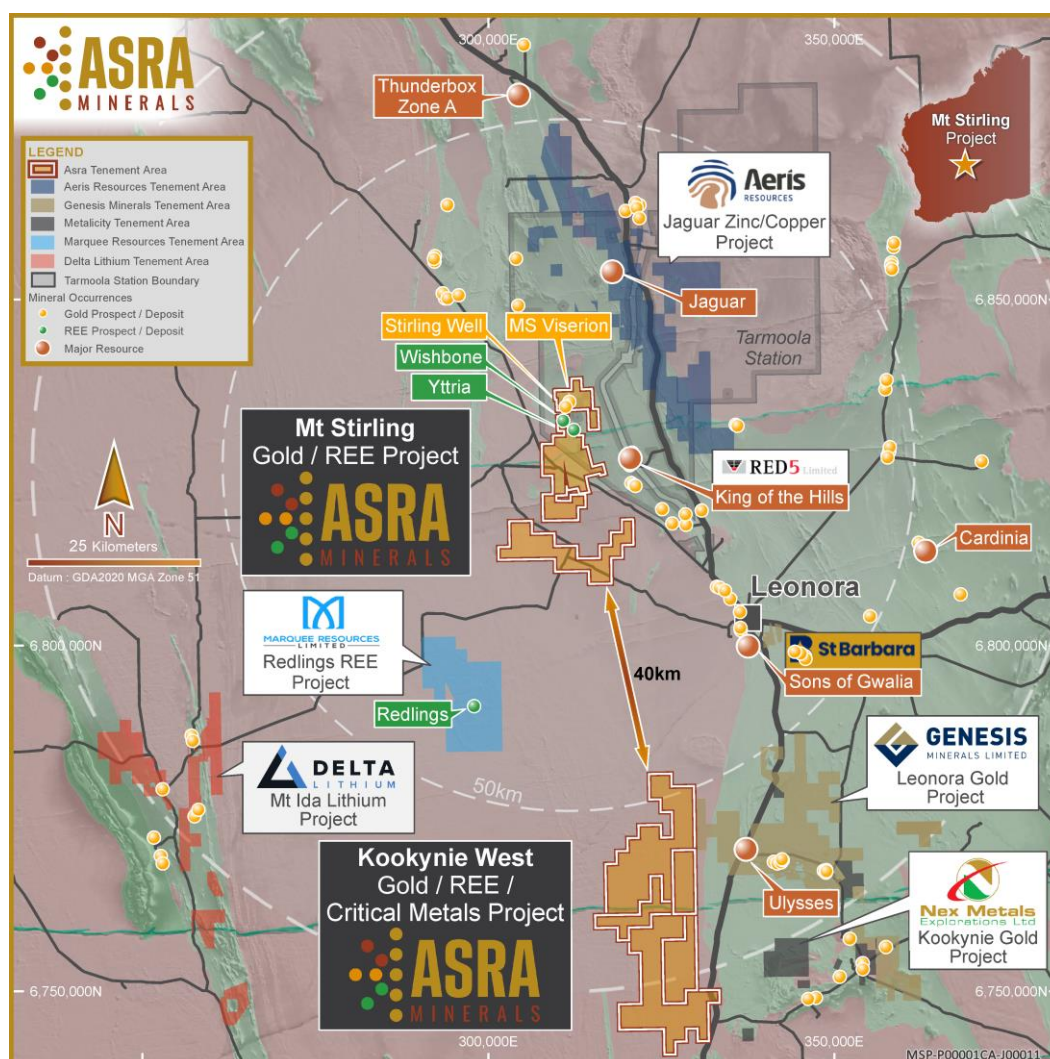 300,000E
350,000E
ASRA
MINERALS
Thunderbox
Zone A
Mt Stirling
Project
LEGEND
Asra Tenement Area
Aeris Resources Tenement Area
Genesis Minerals Tenement Area
Metalicity Tenement Area
Marquee Resources Tenement Area
Delta Lithium Tenement Area
Tarmoola Station Boundary
Mineral Occurrences
Gold Prospect / Deposit
REE Prospect / Deposit
Major Resource
Aeris
RESOURCES
Jaguar Zinc/Copper
Project
Jaguar
6,850,000N
Stirling Well
MS Viserion
Wishbone
Yttria
Tarmoola
Station
Mt Stirling
Gold / REE Project
ASRA
MINERALS
RED5 Limited
King of the Hills
N
25 Kilometers
Datum : GDA2020 MGA Zone 51
Cardinia
Leonora
MARQUEE RESOURCES
LIMITED
Redlings REE
Project
6,800,000N
6,800,000N
St Barbara
Sons of Gwalia
40km
Redlings
GENESIS
MINERALS LIMITED
Leonora Gold
Project
DELTA
LITHIUM
Mt Ida Lithium
Project
50km
Kookynie West
Gold / REE /
Critical Metals Project
ASRA
MINERALS
Ulysses
Nex Metals
Explorations Ltd
Kookynie Gold
Project
6,750,000N
6,750,000N
300,000E
350,000E
MSP-P00001CA-J00011